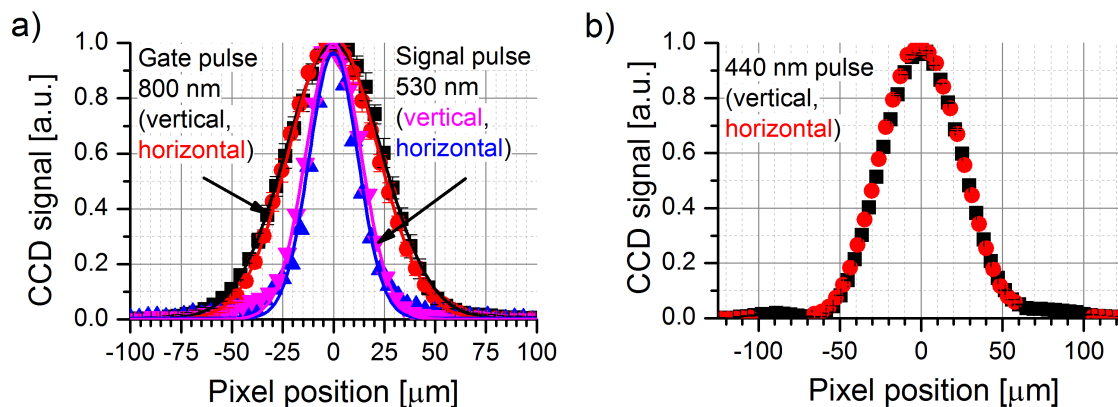 a)
Gate pulse
800 nm
(vertical,
horizontal)
Signal pulse
530 nm
(vertical,
horizontal)
1.0
0.8
0.6
0.4
0.2
0.0
CCD signal [a.u.]
-100 -75 -50 -25 0 25 50 75 100
Pixel position [μm]
b)
440 nm pulse
(vertical,
horizontal)
1.0
0.8
0.6
0.4
0.2
0.0
CCD signal [a.u.]
-100 -50 0 50 100
Pixel position [μm]